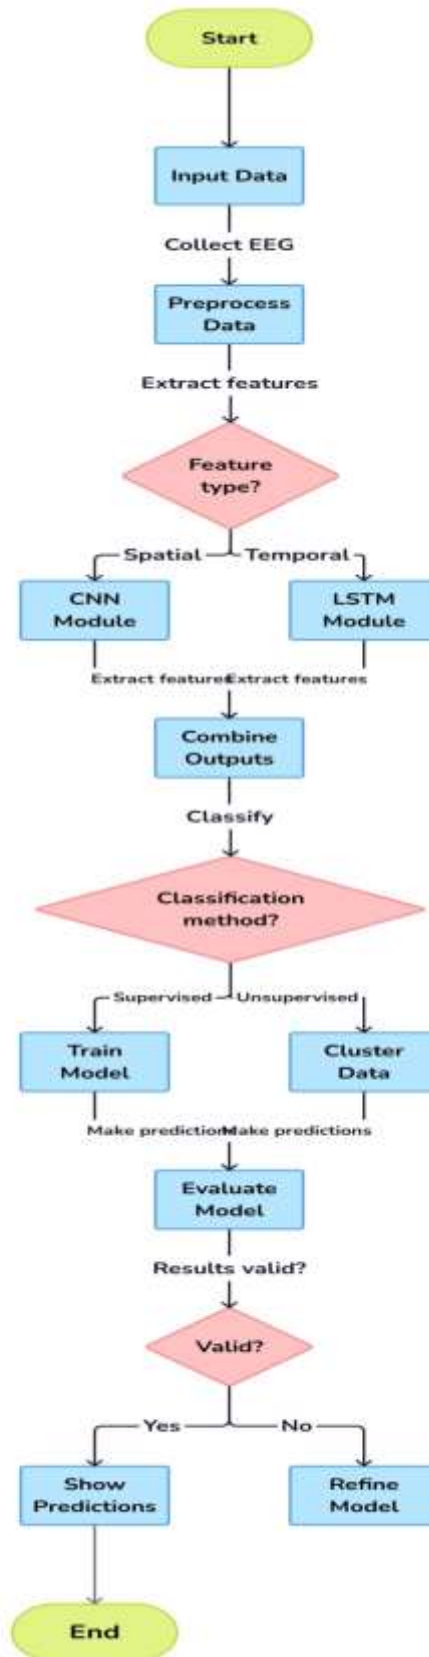 Start
Input Data
Collect EEG
Preprocess
Data
Extract features
Feature
type?
Spatial
Temporal
CNN
Module
LSTM
Module
Extract features
Extract features
Combine
Outputs
Classify
Classification
method?
Supervised
Unsupervised
Train
Model
Cluster
Data
Make predictions
Make predictions
Evaluate
Model
Results valid?
Valid?
Yes
No
Show
Predictions
Refine
Model
End